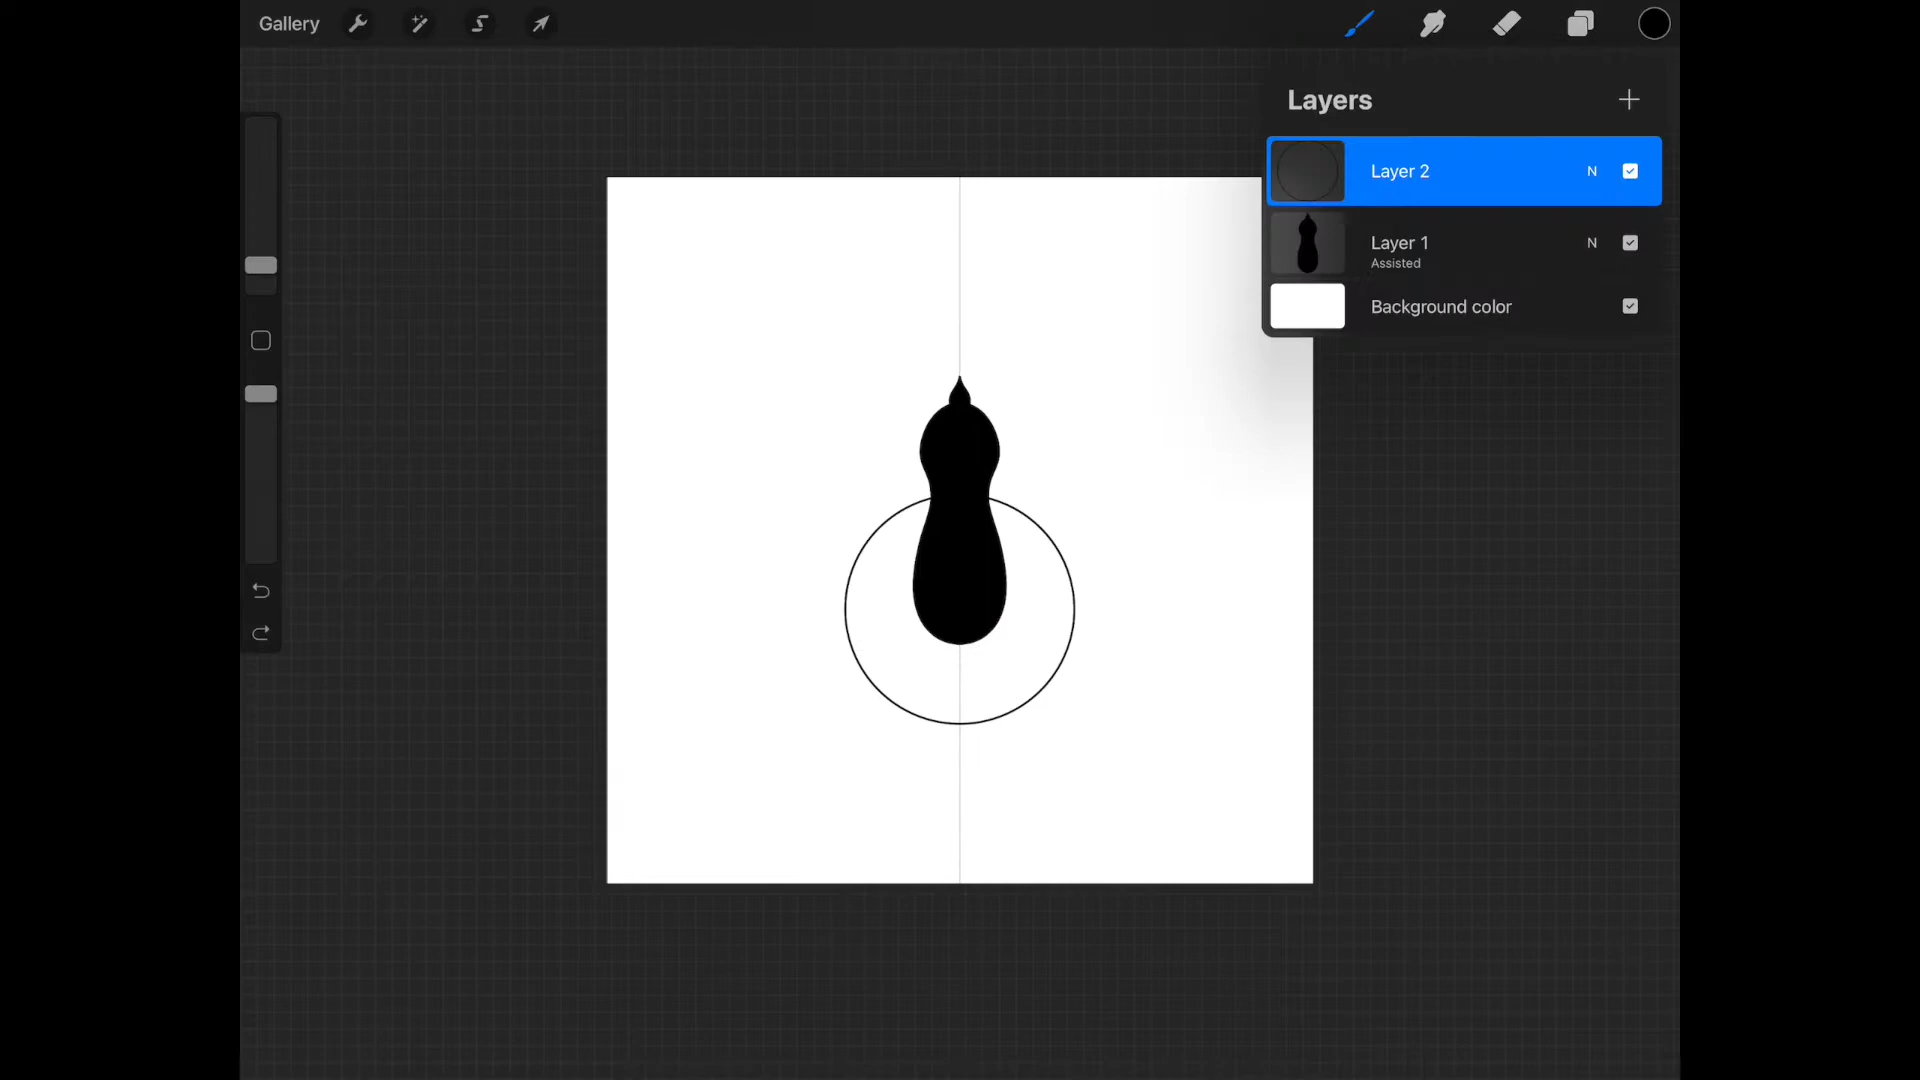 Gallery
Layers
Layer 2 N
Layer 1 N
Assisted
Background color